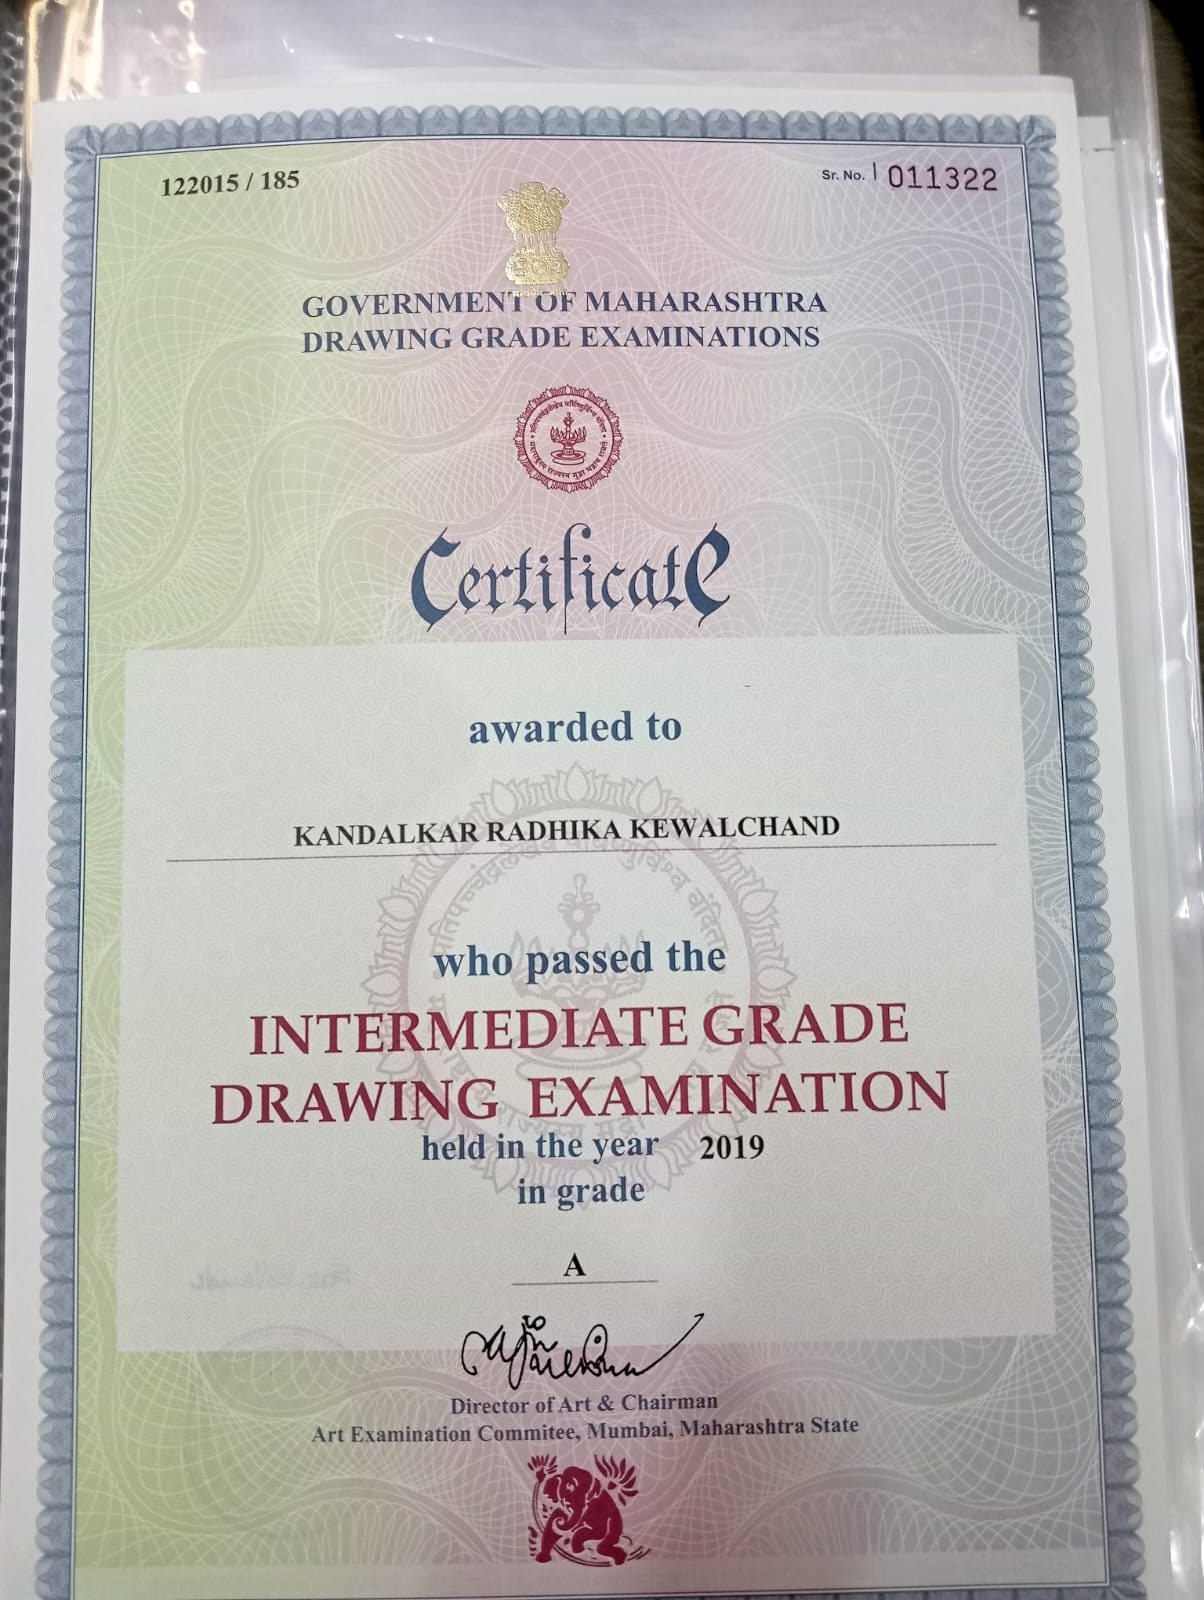 122015 / 185
Sr. No. I 011322
GOVERNMENT OF MAHARASHTRA
DRAWING GRADE EXAMINATIONS
Certificate
awarded to
KANDALKAR RADHIKA KEWALCHAND
who passed the
INTERMEDIATE GRADE
DRAWING EXAMINATION
held in the year 2019
in grade
A
Director of Art & Chairman
Art Examination Commitee, Mumbai, Maharashtra State